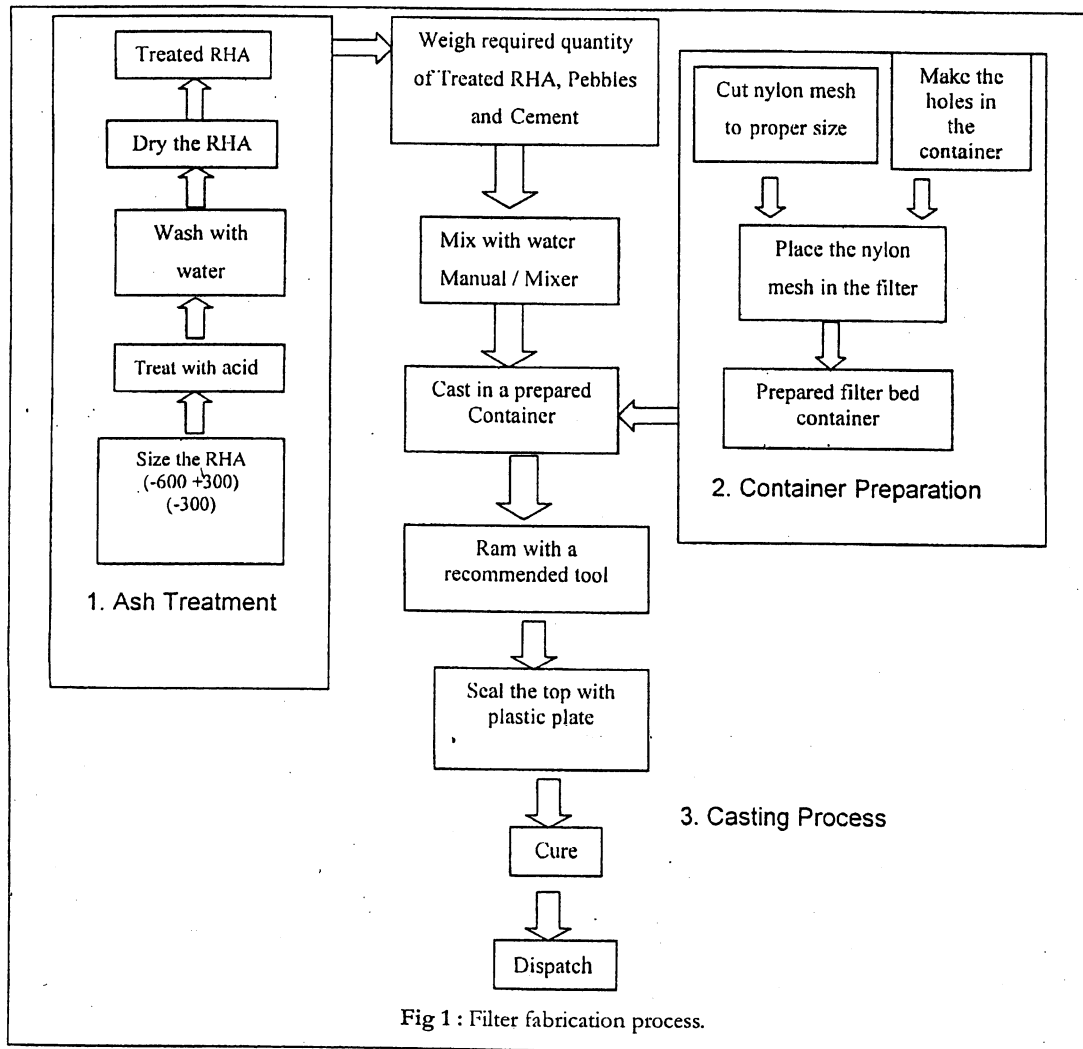 Treated RHA
Dry the RHA
Wash with
water
Treat with acid
Size the RHA
(-600 +300)
(-300)
1. Ash Treatment
Weigh required quantity
of Treated RHA, Pebbles
and Cement
Mix with water
Manual / Mixer
Cast in a prepared
Container
Ram with a
recommended tool
Seal the top with
plastic plate
Cure
Dispatch
Cut nylon mesh
to proper size
Make the
holes in
the
container
Place the nylon
mesh in the filter
Prepared filter bed
container
2. Container Preparation
3. Casting Process
Fig 1 : Filter fabrication process.